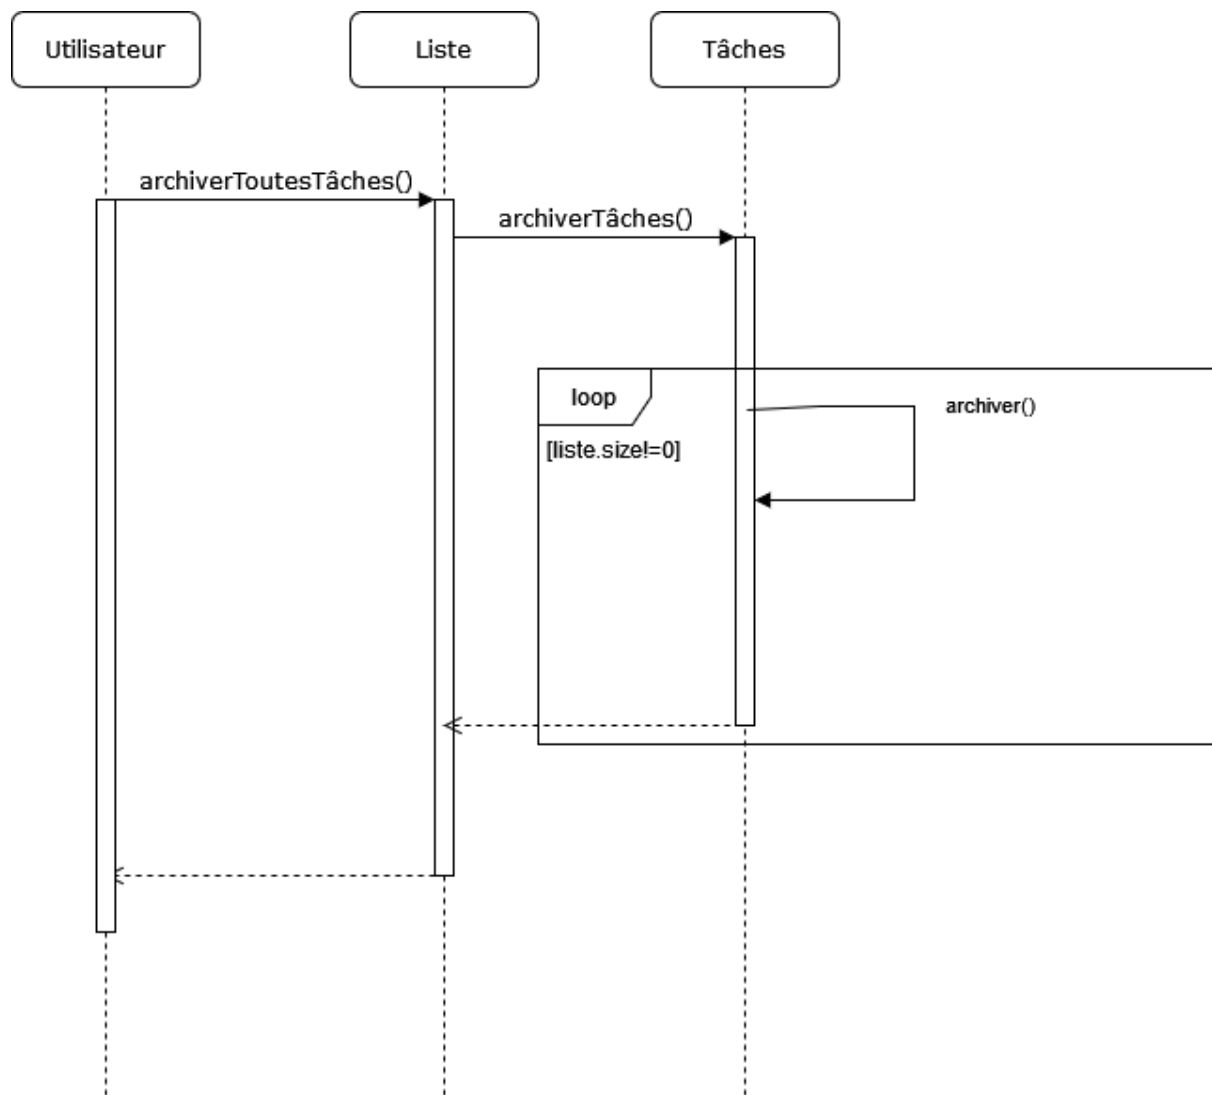 Utilisateur
Liste
Tâches
archiverToutesTâches()
archiverTâches()
loop
archiver()
[liste.size!=0]